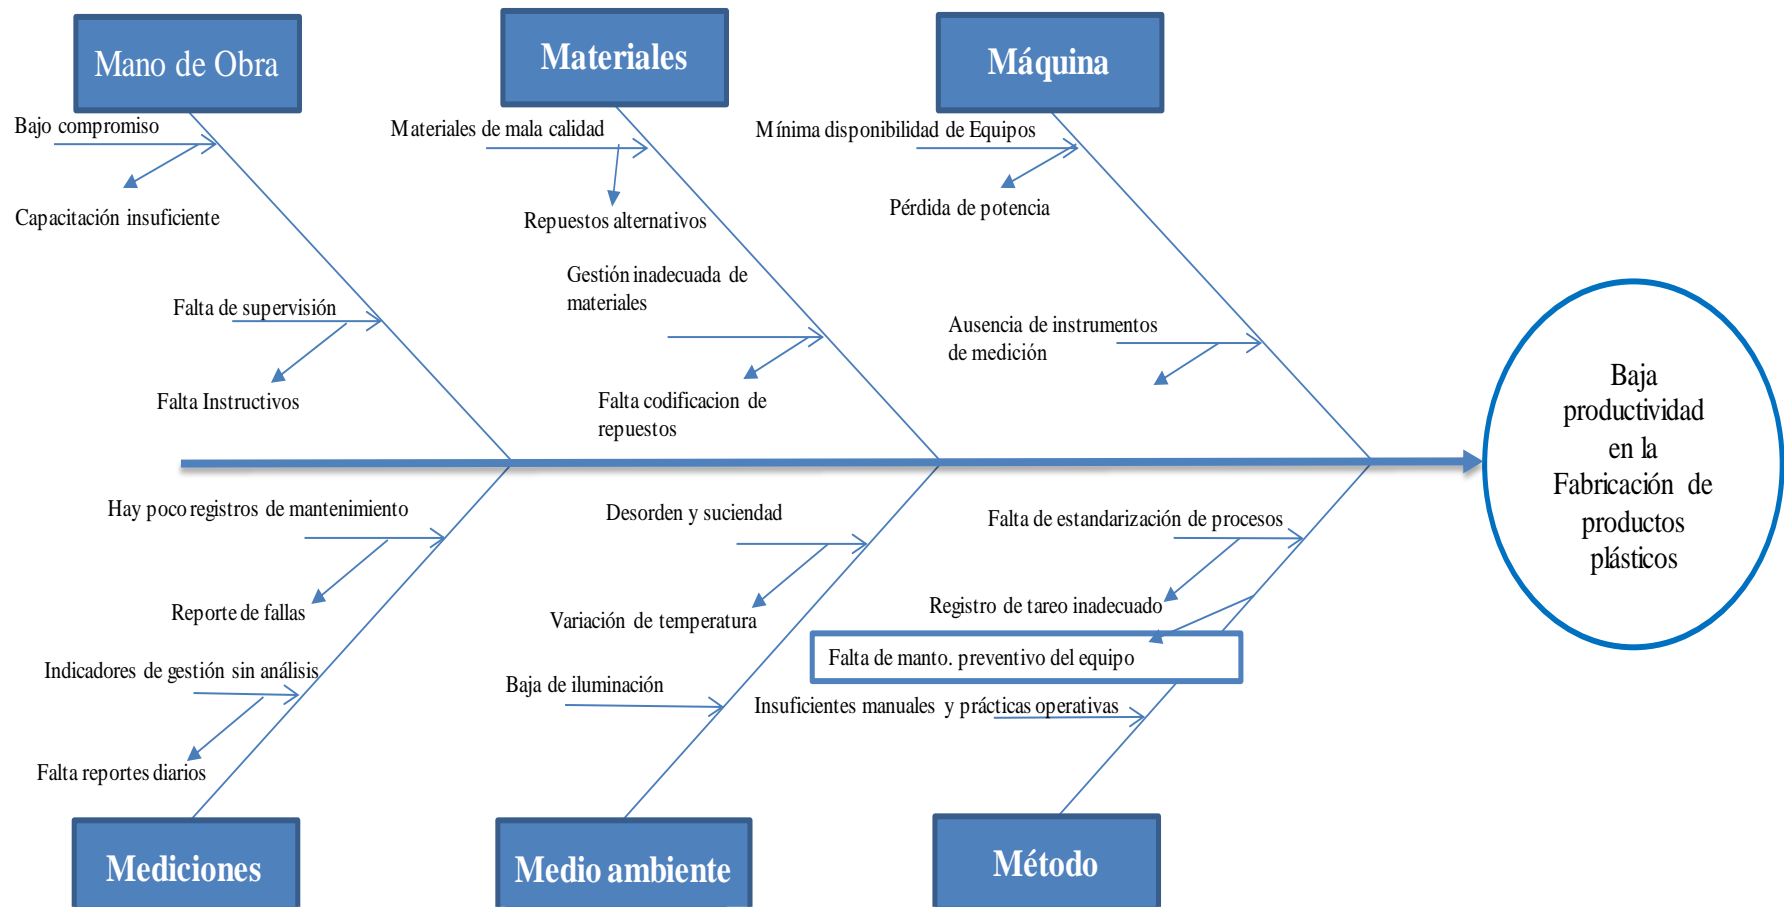 Mano de Obra
Materiales
Máquina
Bajo compromiso
Materiales de mala calidad
Mínima disponibilidad de Equipos
Capacitación insuficiente
Repuestos alternativos
Pérdida de potencia
Gestión inadecuada de
materiales
Falta de supervisión
Ausencia de instrumentos
de medición
Falta Instructivos
Falta codificacion de
repuestos
Baja
productividad
en la
Fabricación de
productos
plásticos
Hay poco registros de mantenimiento
Desorden y suciendad
Falta de estandarización de procesos
Reporte de fallas
Variación de temperatura
Registro de tareo inadecuado
Falta de manto. preventivo del equipo
Indicadores de gestión sin análisis
Baja de iluminación
Insuficientes manuales y prácticas operativas
Falta reportes diarios
Mediciones
Medio ambiente
Método